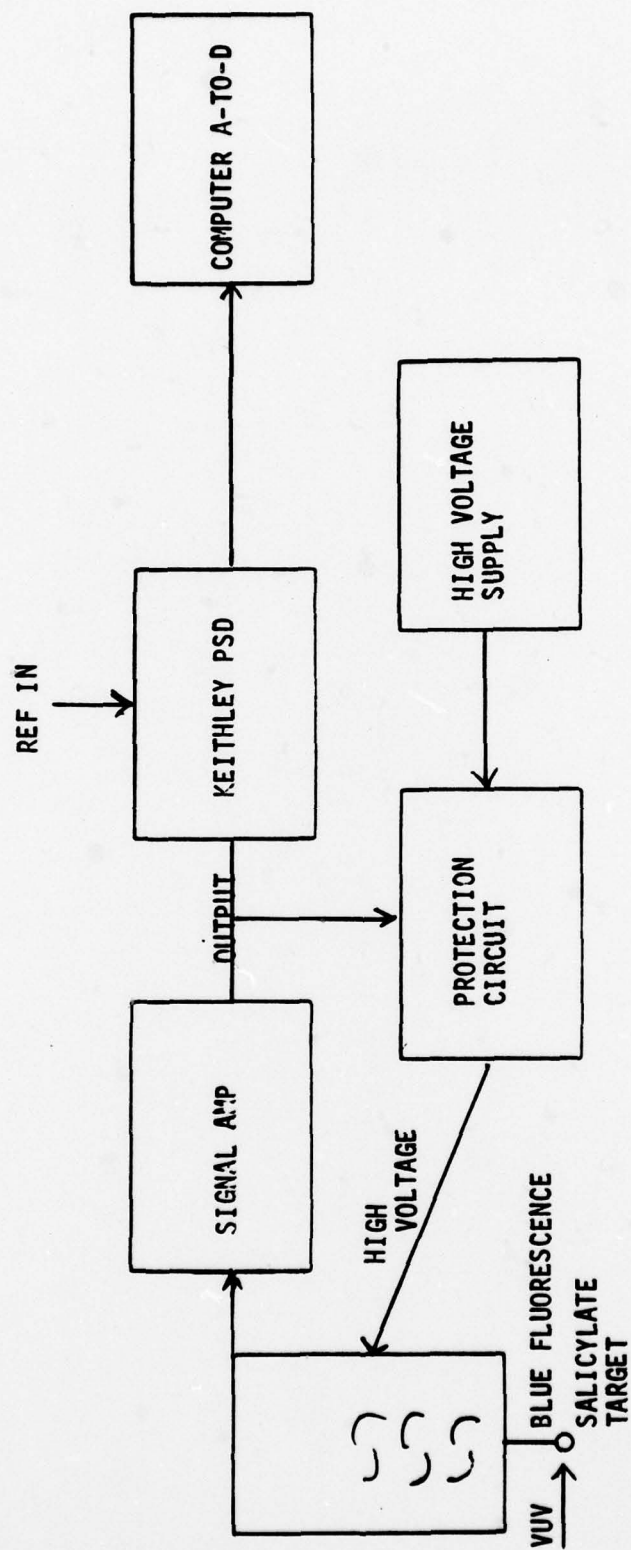 REF IN
SIGNAL AMP
OUTPUT
KEITHLEY PSD
COMPUTER A-TO-D
HIGH
VOLTAGE
PROTECTION
CIRCUIT
HIGH VOLTAGE
SUPPLY
VUV
BLUE FLUORESCENCE
SALICYLATE
TARGET